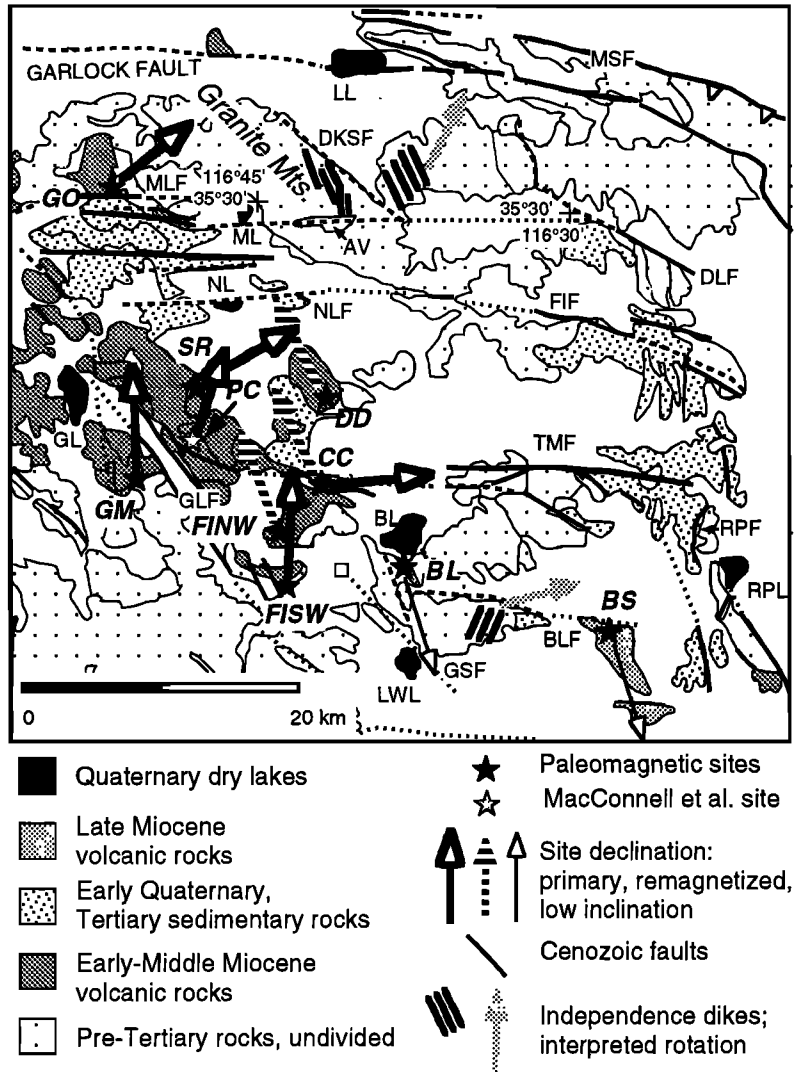 MSF
GARLOCK FAULT
LL
Granite Mts.
DKSF
GO
MLF
116°45'
35°30'
35°30'
116°30'
ML
AV
DLF
NL
NLF
FIF
SR
PC
DD
GL
CC
TMF
GM
GLF
FINW
BL
RPF
BL
BS
RPL
FISW
BLF
GSF
LWL
0 20 km
Quaternary dry lakes
Late Miocene
volcanic rocks
Early Quaternary,
Tertiary sedimentary rocks
Early-Middle Miocene
volcanic rocks
Pre-Tertiary rocks, undivided
Paleomagnetic sites
MacConnell et al. site
Site declination:
primary, remagnetized,
low inclination
Cenozoic faults
Independence dikes;
interpreted rotation